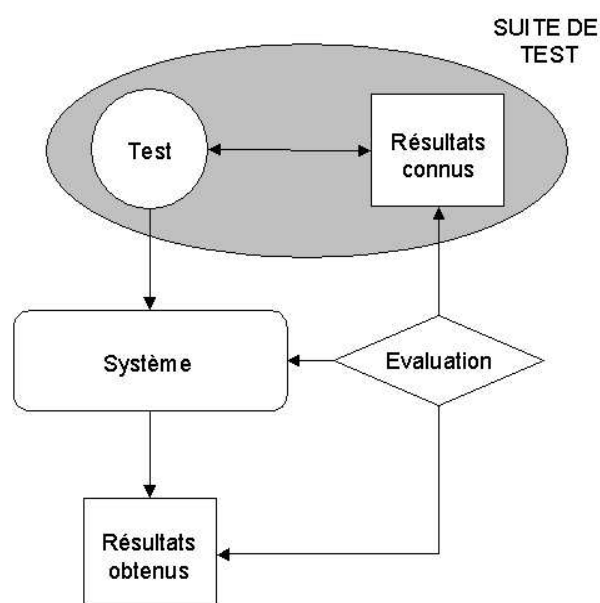 SUITE DE
TEST
Test
Résultats
connus
Système
Evaluation
Résultats
obtenus